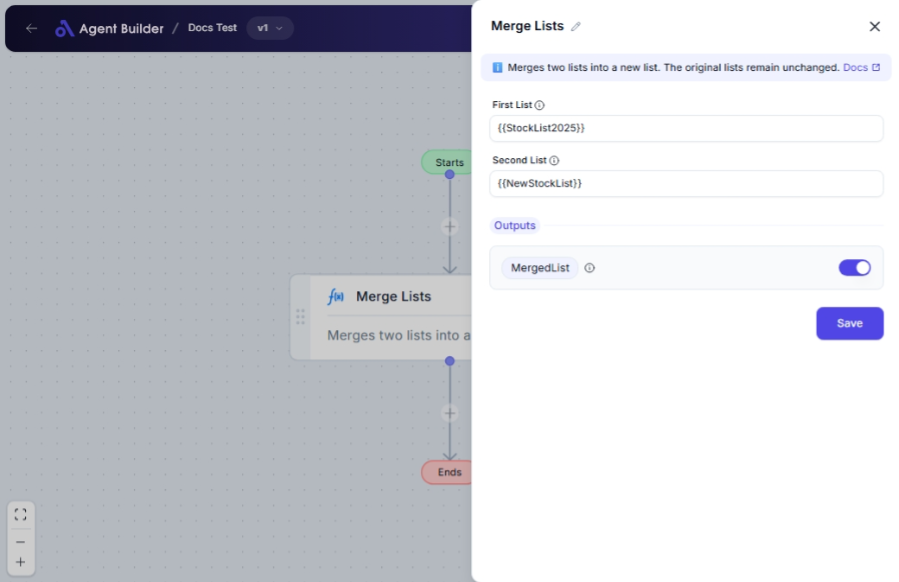 Agent Builder / Docs Test v1
Starts
Merge Lists
Merges two lists into a
Ends
Merge Lists
Merges two lists into a new list. The original lists remain unchanged. Docs
First List
{{StockList2025}}
Second List
{{NewStockList}}
Outputs
MergedList
Save